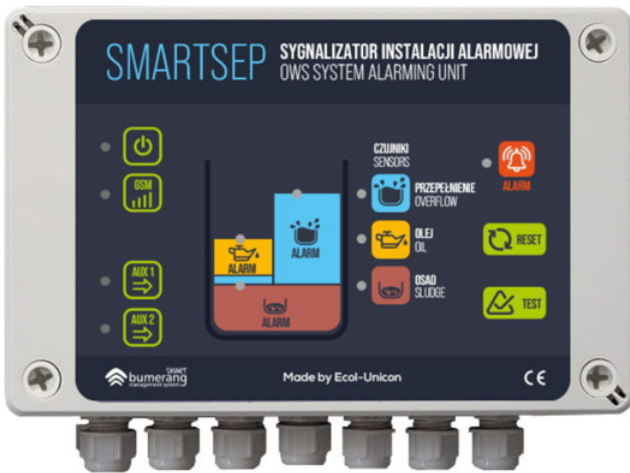 SMARTSEP
SYGNALIZATOR INSTALACJI ALARMOWEJ
OWS SYSTEM ALARMING UNIT
GSM
AUX 1
AUX 2
ALARM
ALARM
ALARM
CZUJNIKI
SENSORS
PRZEPEŁNIENIE
OVERFLOW
OLEJ
OIL
OSAD
SLUDGE
ALARM
RESET
TEST
SMART
bumerang
management system
Made by Ecol-Unicon
CE